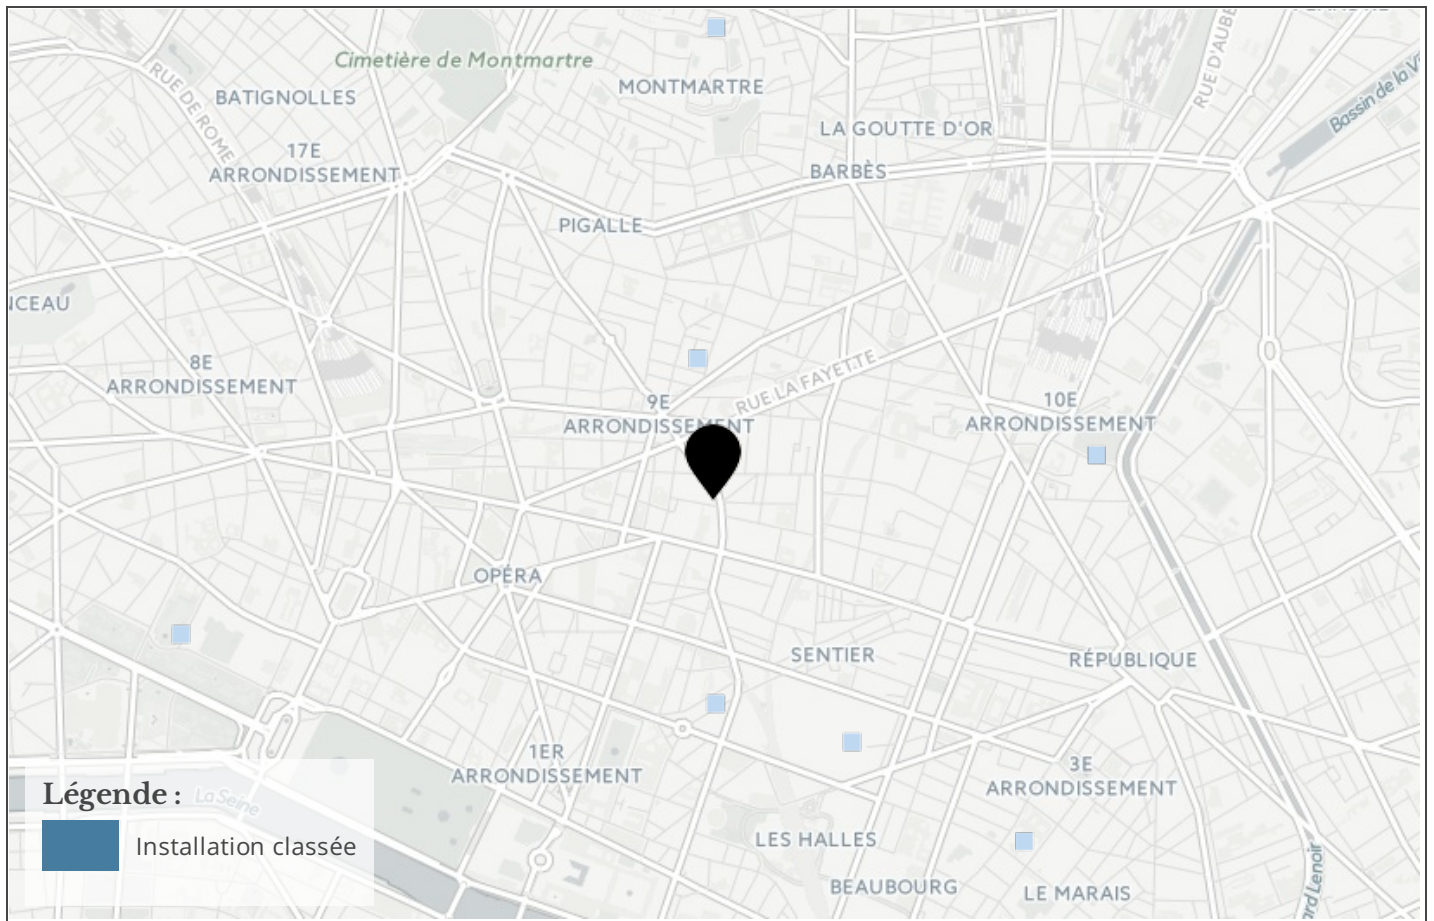 Cimetière de Montmartre
MONTMARTRE
RUE DE ROME
BATIGNOLLES
RUE D'AUBE
Bassin de la Vi
LA GOUTTE D'OR
17E
ARRONDISSEMENT
BARBÈS
PIGALLE
NCEAU
8E
ARRONDISSEMENT
RUE LA FAYETTE
9E
ARRONDISSEMENT
10E
ARRONDISSEMENT
OPÉRA
SENTIER
RÉPUBLIQUE
1ER
ARRONDISSEMENT
3E
ARRONDISSEMENT
Légende :
La Seine
Installation classée
LES HALLES
BEAUBOURG
LE MARAIS
ard Lenoir